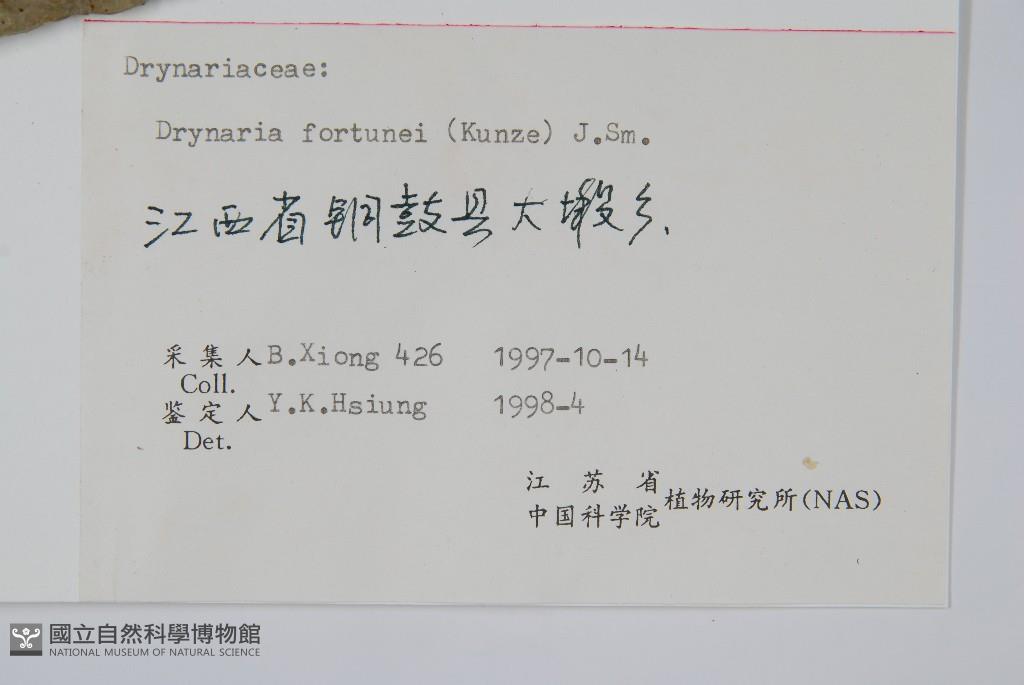 Drynariaceae:
Drynaria fortunei (Kunze) J.Sm.
江西省铜鼓县大塅乡.
采集人 B.Xiong 426 1997-10-14
Coll.
鉴定人 Y.K.Hsiung 1998-4
Det.
江苏省
中国科学院 植物研究所(NAS)
國立自然科學博物館
NATIONAL MUSEUM OF NATURAL SCIENCE